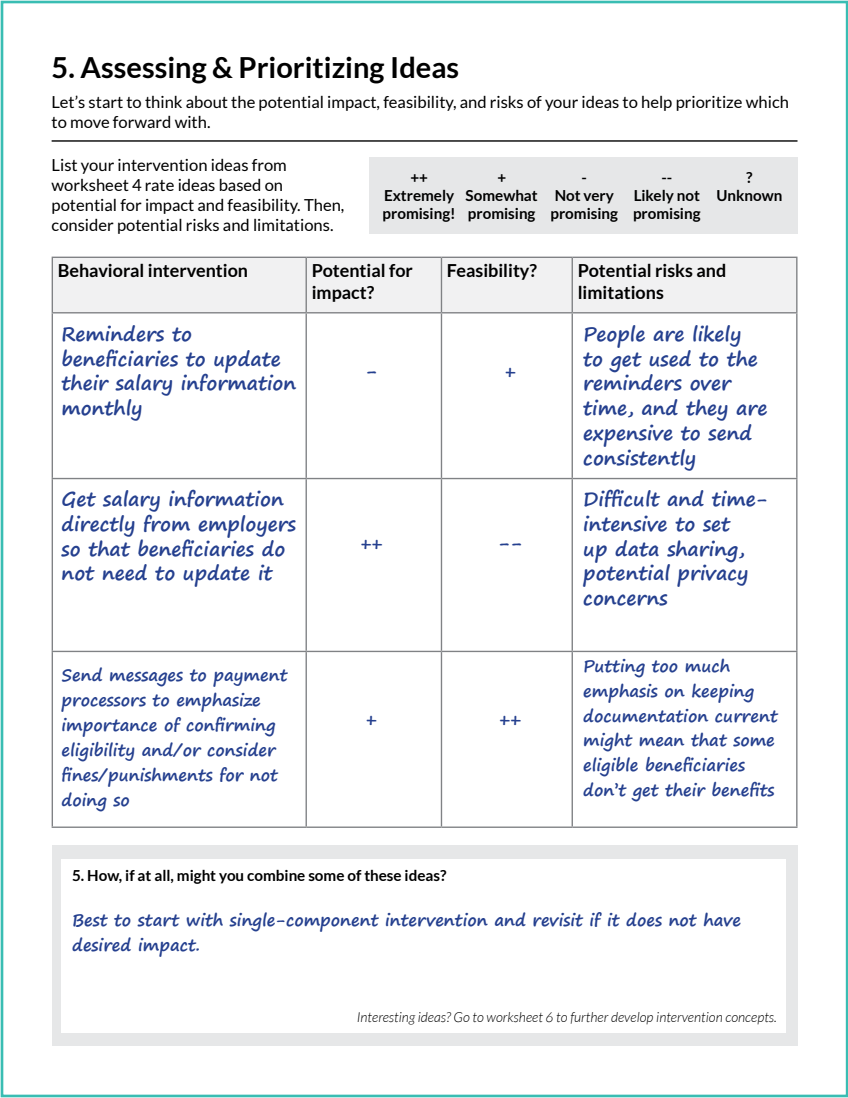 5. Assessing & Prioritizing Ideas
Let's start to think about the potential impact, feasibility, and risks of your ideas to help prioritize which
to move forward with.
List your intervention ideas from
worksheet 4 rate ideas based on
potential for impact and feasibility. Then,
consider potential risks and limitations.
++
Extremely
promising!
+
Somewhat
promising
-
Not very
promising
--
Likely not
promising
?
Unknown
Behavioral intervention
Potential for
impact?
Feasibility?
Potential risks and
limitations
Reminders to
beneficiaries to update
their salary information
monthly
-
+
People are likely
to get used to the
reminders over
time, and they are
expensive to send
consistently
Get salary information
directly from employers
so that beneficiaries do
not need to update it
++
--
Difficult and time-
intensive to set
up data sharing,
potential privacy
concerns
Send messages to payment
processors to emphasize
importance of confirming
eligibility and/or consider
fines/punishments for not
doing so
+
++
Putting too much
emphasis on keeping
documentation current
might mean that some
eligible beneficiaries
don't get their benefits
5. How, if at all, might you combine some of these ideas?
Best to start with single-component intervention and revisit if it does not have
desired impact.
Interesting ideas? Go to worksheet 6 to further develop intervention concepts.